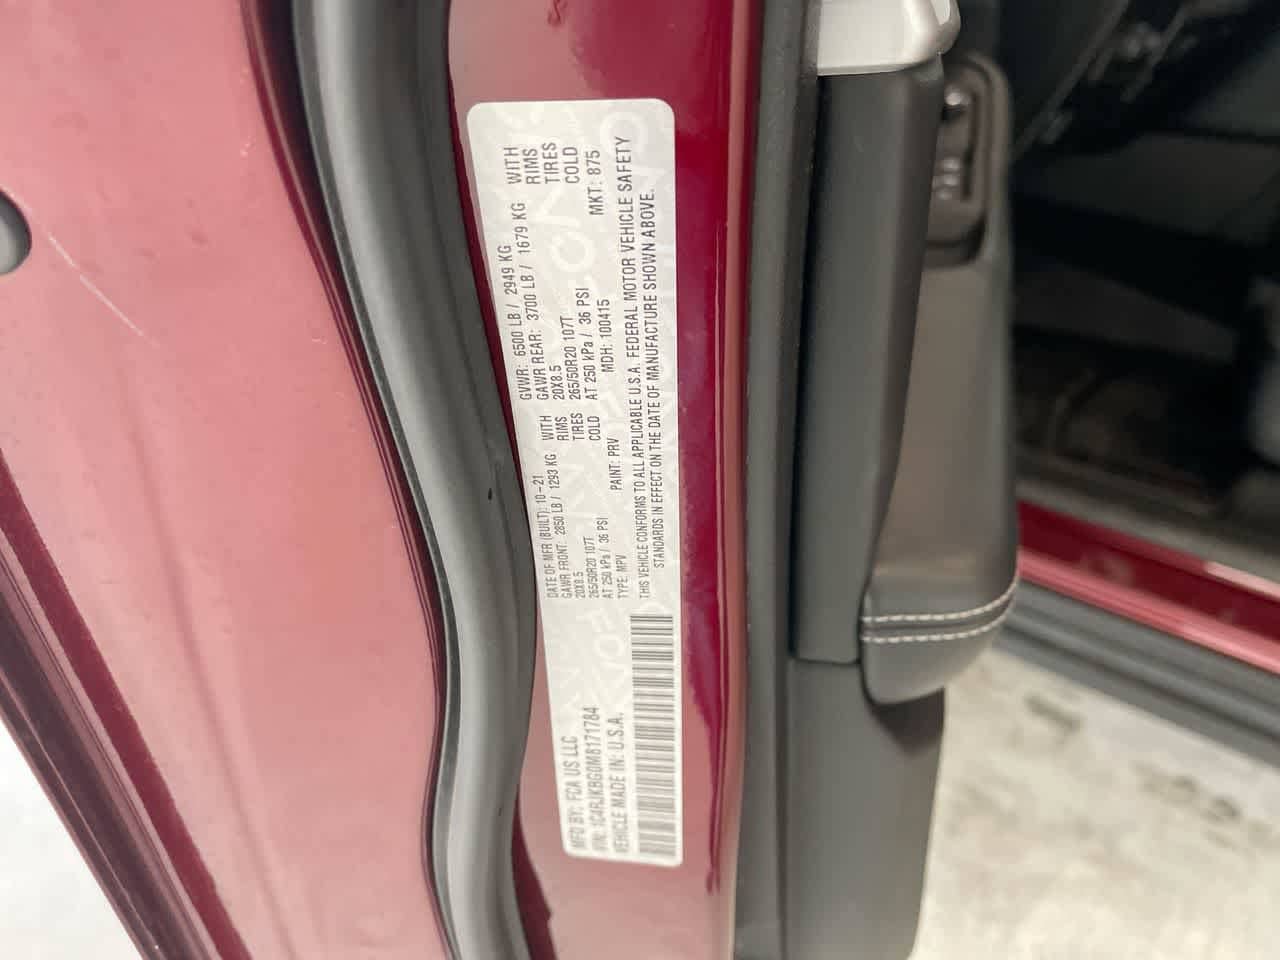 MFD BY: FCA US LLC
DATE OF MFR (BUILT): 10-21
GVWR: 6500 LB / 2949 KG
VIN: 1C4RJKBG0M8171784
GAWR FRONT: 2850 LB / 1293 KG WITH
20X8.5 RIMS
265/50R20 107T TIRES
AT 250 kPa / 36 PSI COLD
GAWR REAR: 3700 LB / 1679 KG WITH
20X8.5 RIMS
265/50R20 107T TIRES
AT 250 kPa / 36 PSI COLD
VEHICLE MADE IN: U.S.A.
TYPE: MPV PAINT: PRV MDH: 100415 MKT: 875
THIS VEHICLE CONFORMS TO ALL APPLICABLE U.S.A. FEDERAL MOTOR VEHICLE SAFETY
STANDARDS IN EFFECT ON THE DATE OF MANUFACTURE SHOWN ABOVE.